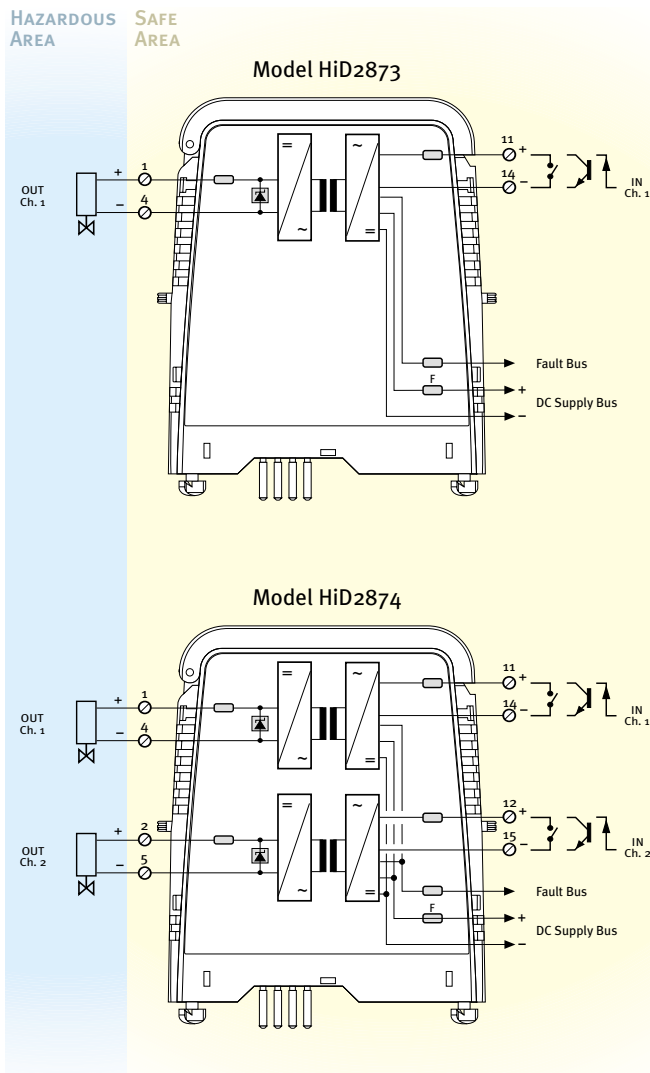 HAZARDOUS AREA
SAFE AREA
Model HiD2873
OUT
Ch. 1
+
1
–
4
=
~
~
=
11
+
14
–
IN
Ch. 1
Fault Bus
F
+
DC Supply Bus
–
Model HiD2874
OUT
Ch. 1
+
1
–
4
=
~
~
=
11
+
14
–
IN
Ch. 1
OUT
Ch. 2
+
2
–
5
=
~
~
=
12
+
15
–
IN
Ch. 2
Fault Bus
F
+
DC Supply Bus
–